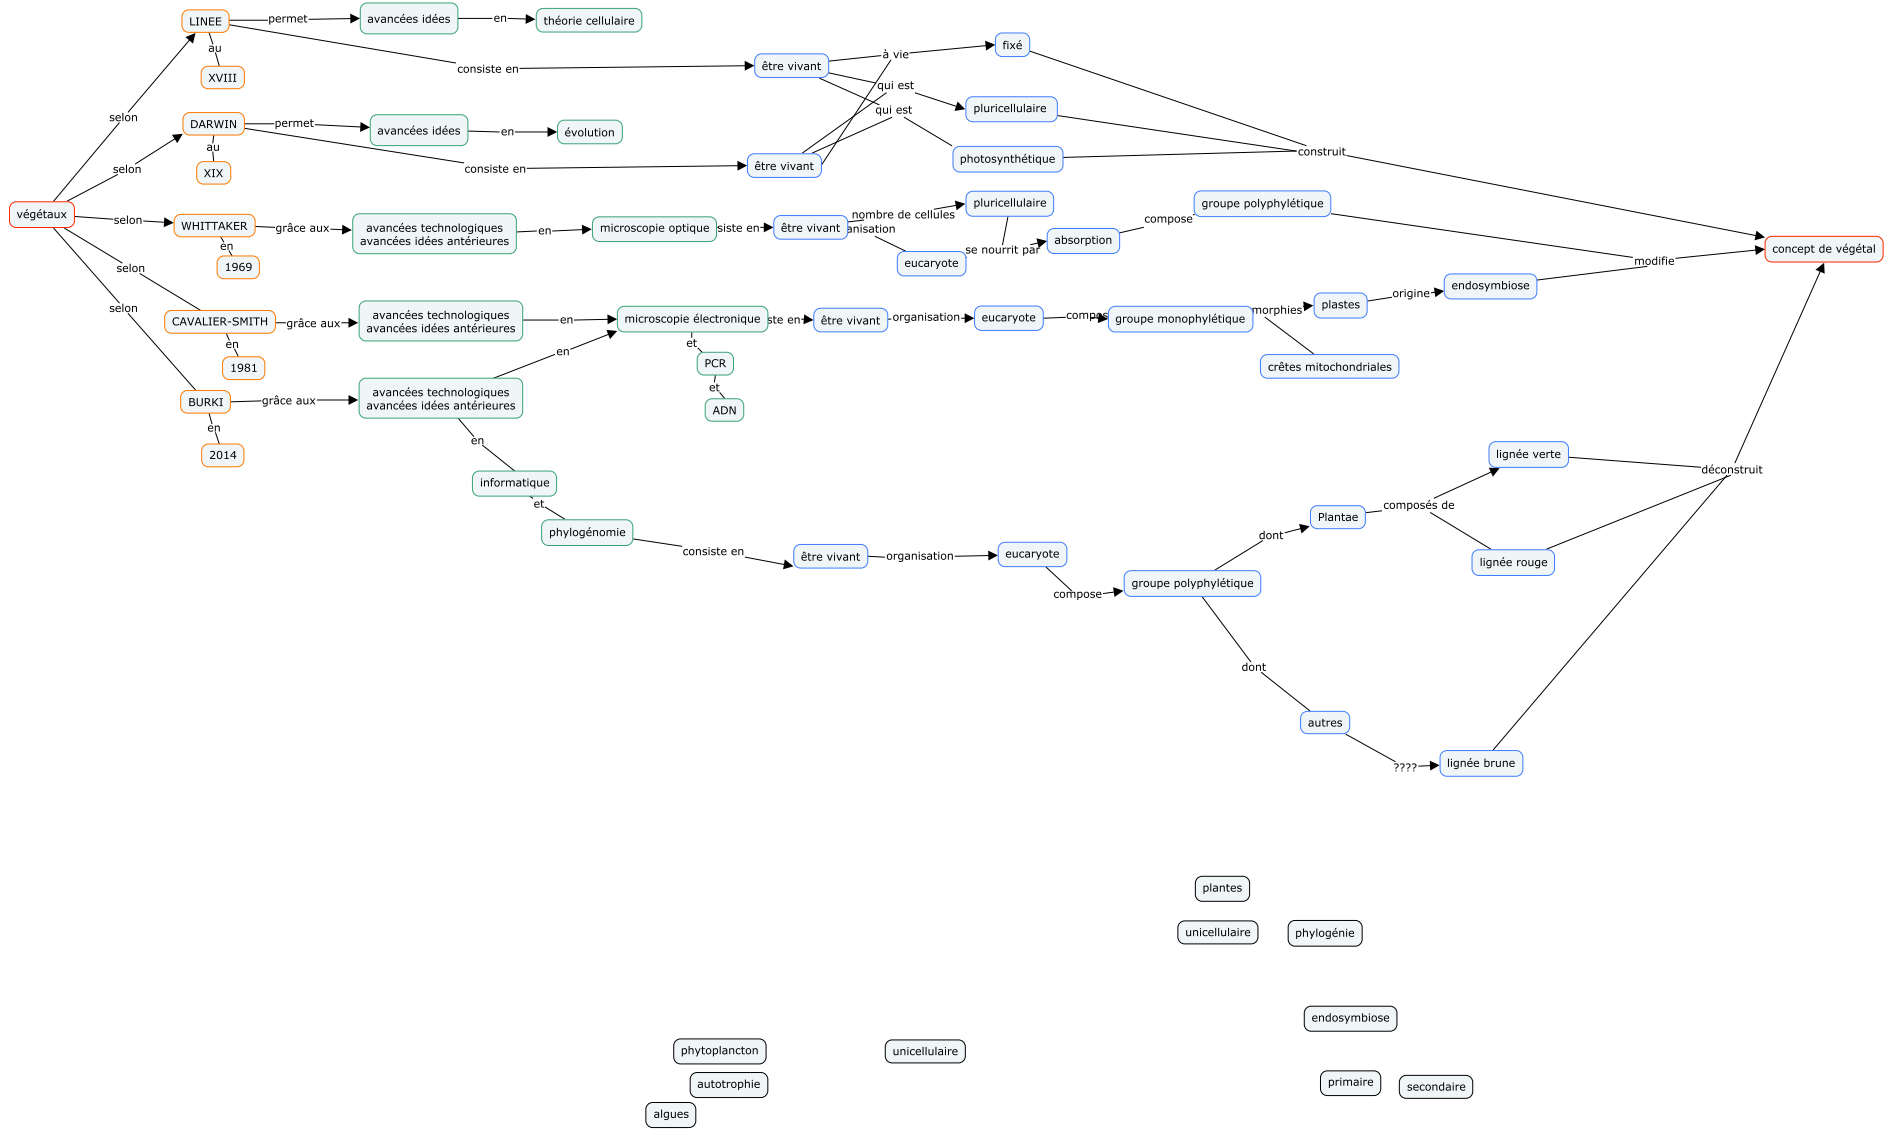 LINEE
permet
avancées idées
en
théorie cellulaire
au
XVIII
consiste en
être vivant
à vie
fixé
qui est
pluricellulaire
qui est
photosynthétique
construit
selon
DARWIN
permet
avancées idées
en
évolution
au
XIX
consiste en
être vivant
selon
végétaux
selon
WHITTAKER
grâce aux
avancées technologiques
avancées idées antérieures
en
microscopie optique
siste en
être vivant
nombre de cellules
anisation
pluricellulaire
eucaryote
se nourrit par
absorption
compose
groupe polyphylétique
modifie
concept de végétal
en
1969
selon
CAVALIER-SMITH
grâce aux
avancées technologiques
avancées idées antérieures
en
microscopie électronique
ste en
être vivant
organisation
eucaryote
compos
groupe monophylétique
morphies
plastes
origine
endosymbiose
crêtes mitochondriales
en
1981
et
PCR
et
ADN
selon
BURKI
grâce aux
avancées technologiques
avancées idées antérieures
en
en
2014
en
informatique
et
phylogénomie
consiste en
être vivant
organisation
eucaryote
compose
groupe polyphylétique
dont
Plantae
composés de
lignée verte
lignée rouge
déconstruit
dont
autres
????
lignée brune
plantes
unicellulaire
phylogénie
endosymbiose
phytoplancton
unicellulaire
autotrophie
primaire
secondaire
algues